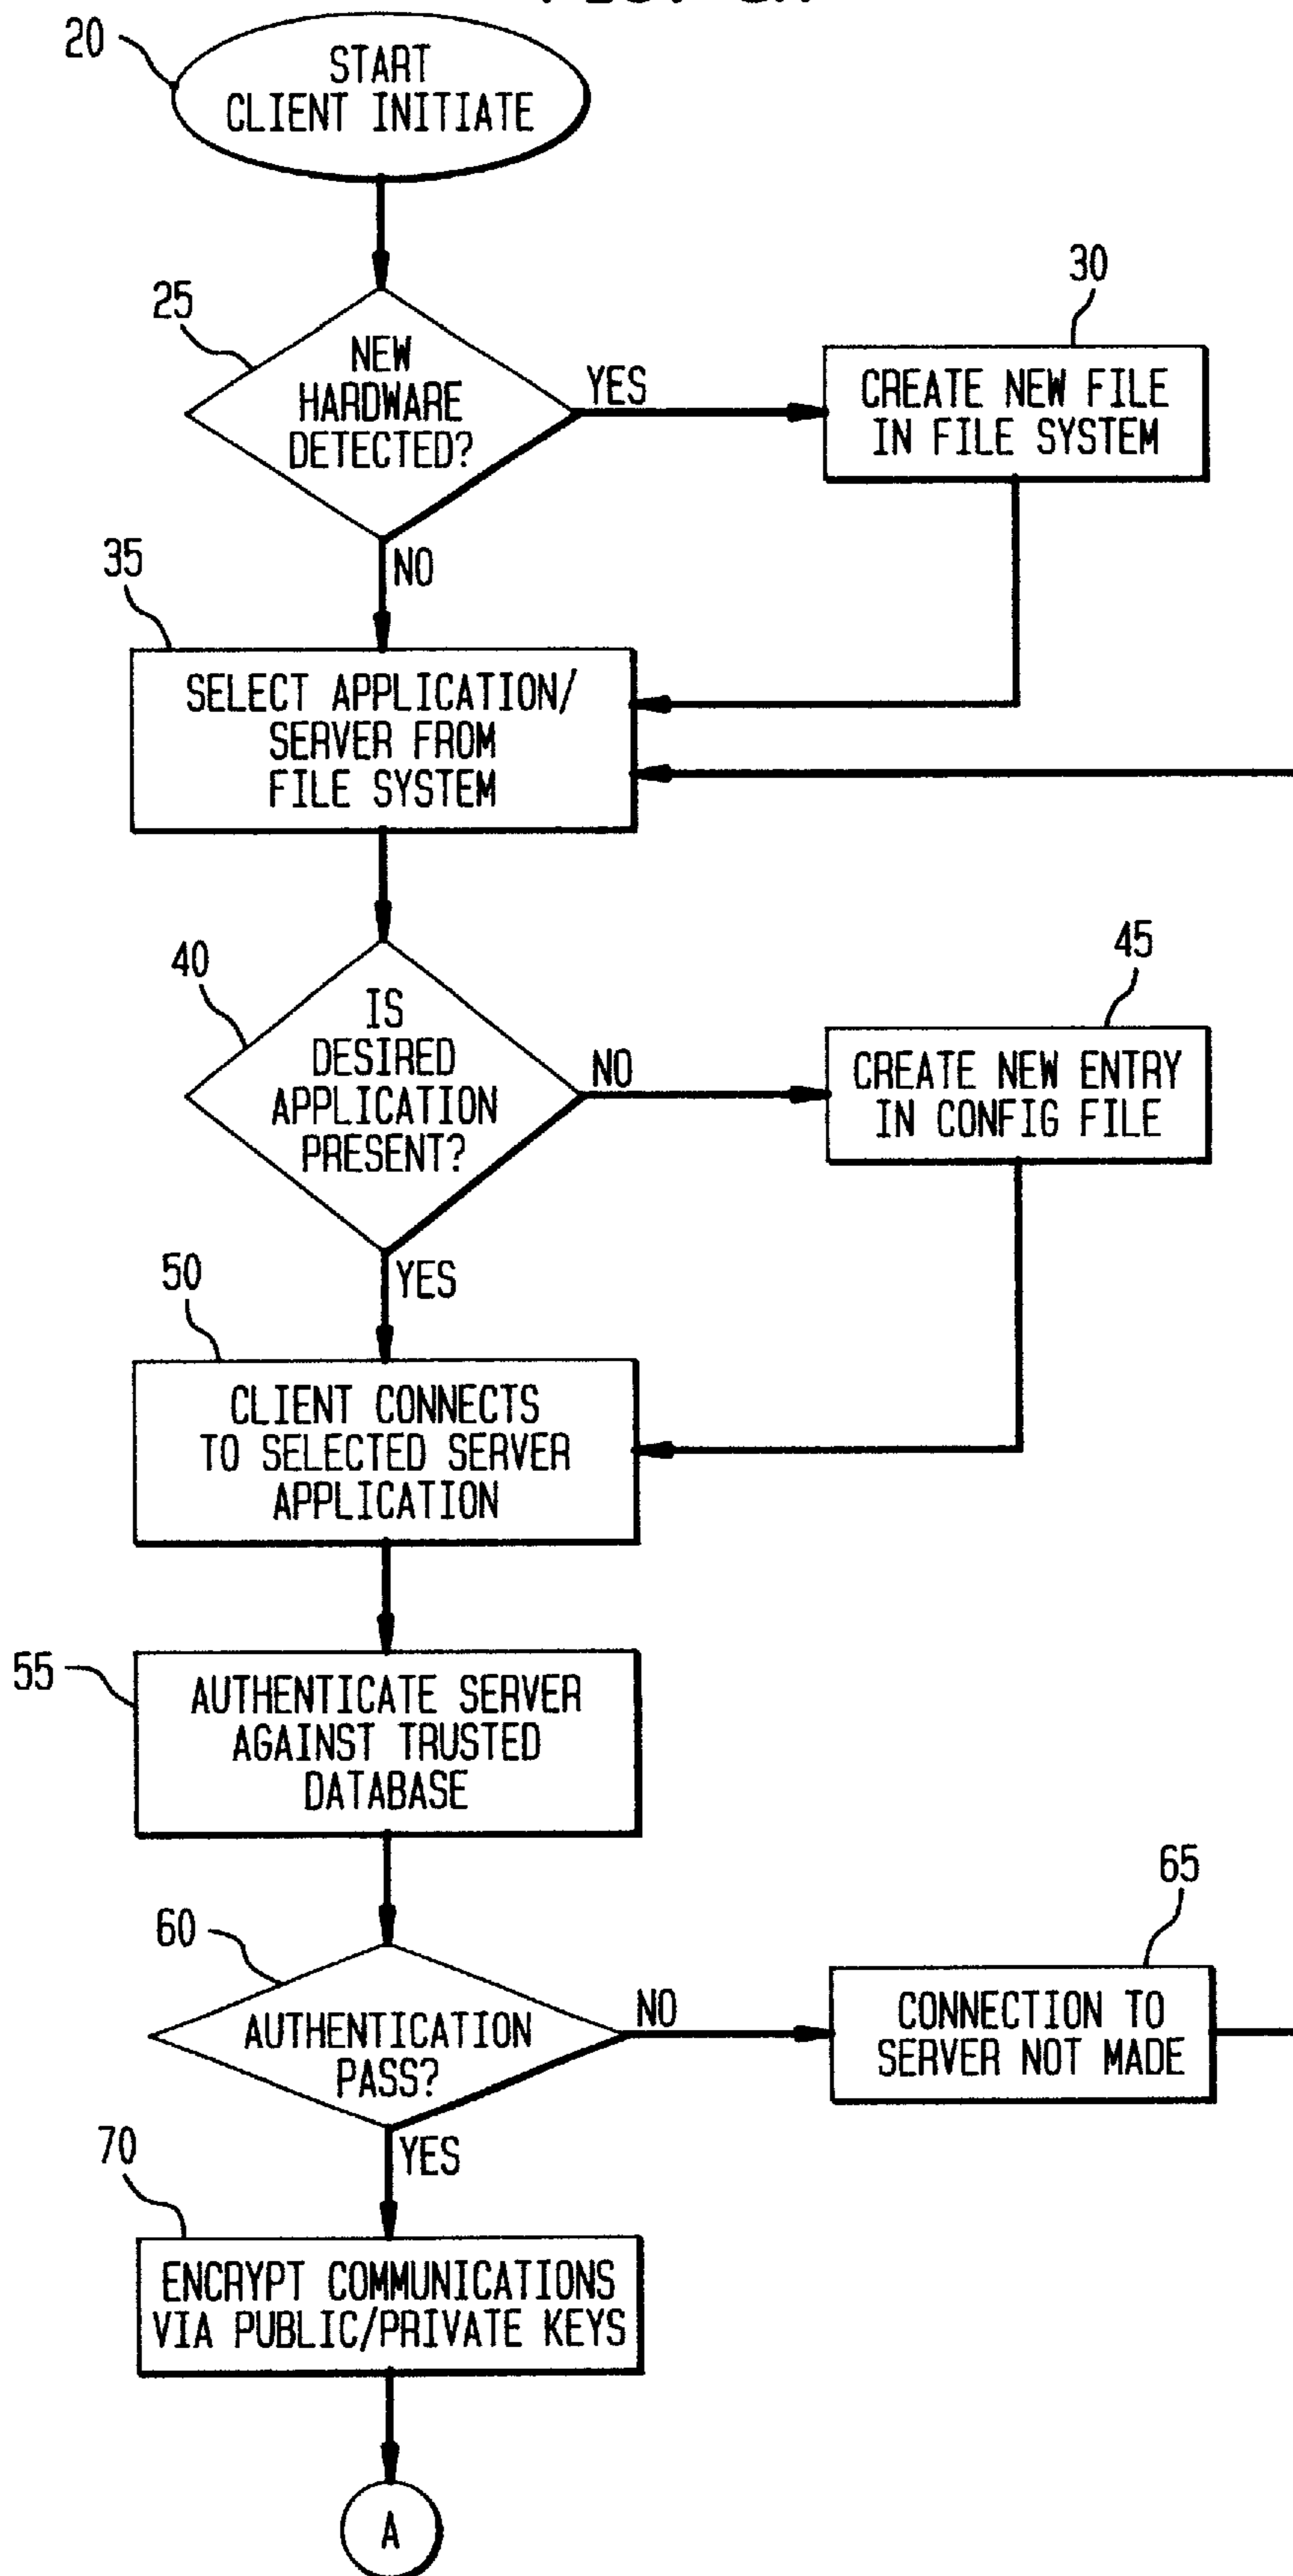 20
START
CLIENT INITIATE
25
NEW
HARDWARE
DETECTED?
YES
30
CREATE NEW FILE
IN FILE SYSTEM
NO
35
SELECT APPLICATION/
SERVER FROM
FILE SYSTEM
40
IS
DESIRED
APPLICATION
PRESENT?
NO
45
CREATE NEW ENTRY
IN CONFIG FILE
YES
50
CLIENT CONNECTS
TO SELECTED SERVER
APPLICATION
55
AUTHENTICATE SERVER
AGAINST TRUSTED
DATABASE
60
AUTHENTICATION
PASS?
NO
65
CONNECTION TO
SERVER NOT MADE
YES
70
ENCRYPT COMMUNICATIONS
VIA PUBLIC/PRIVATE KEYS
A